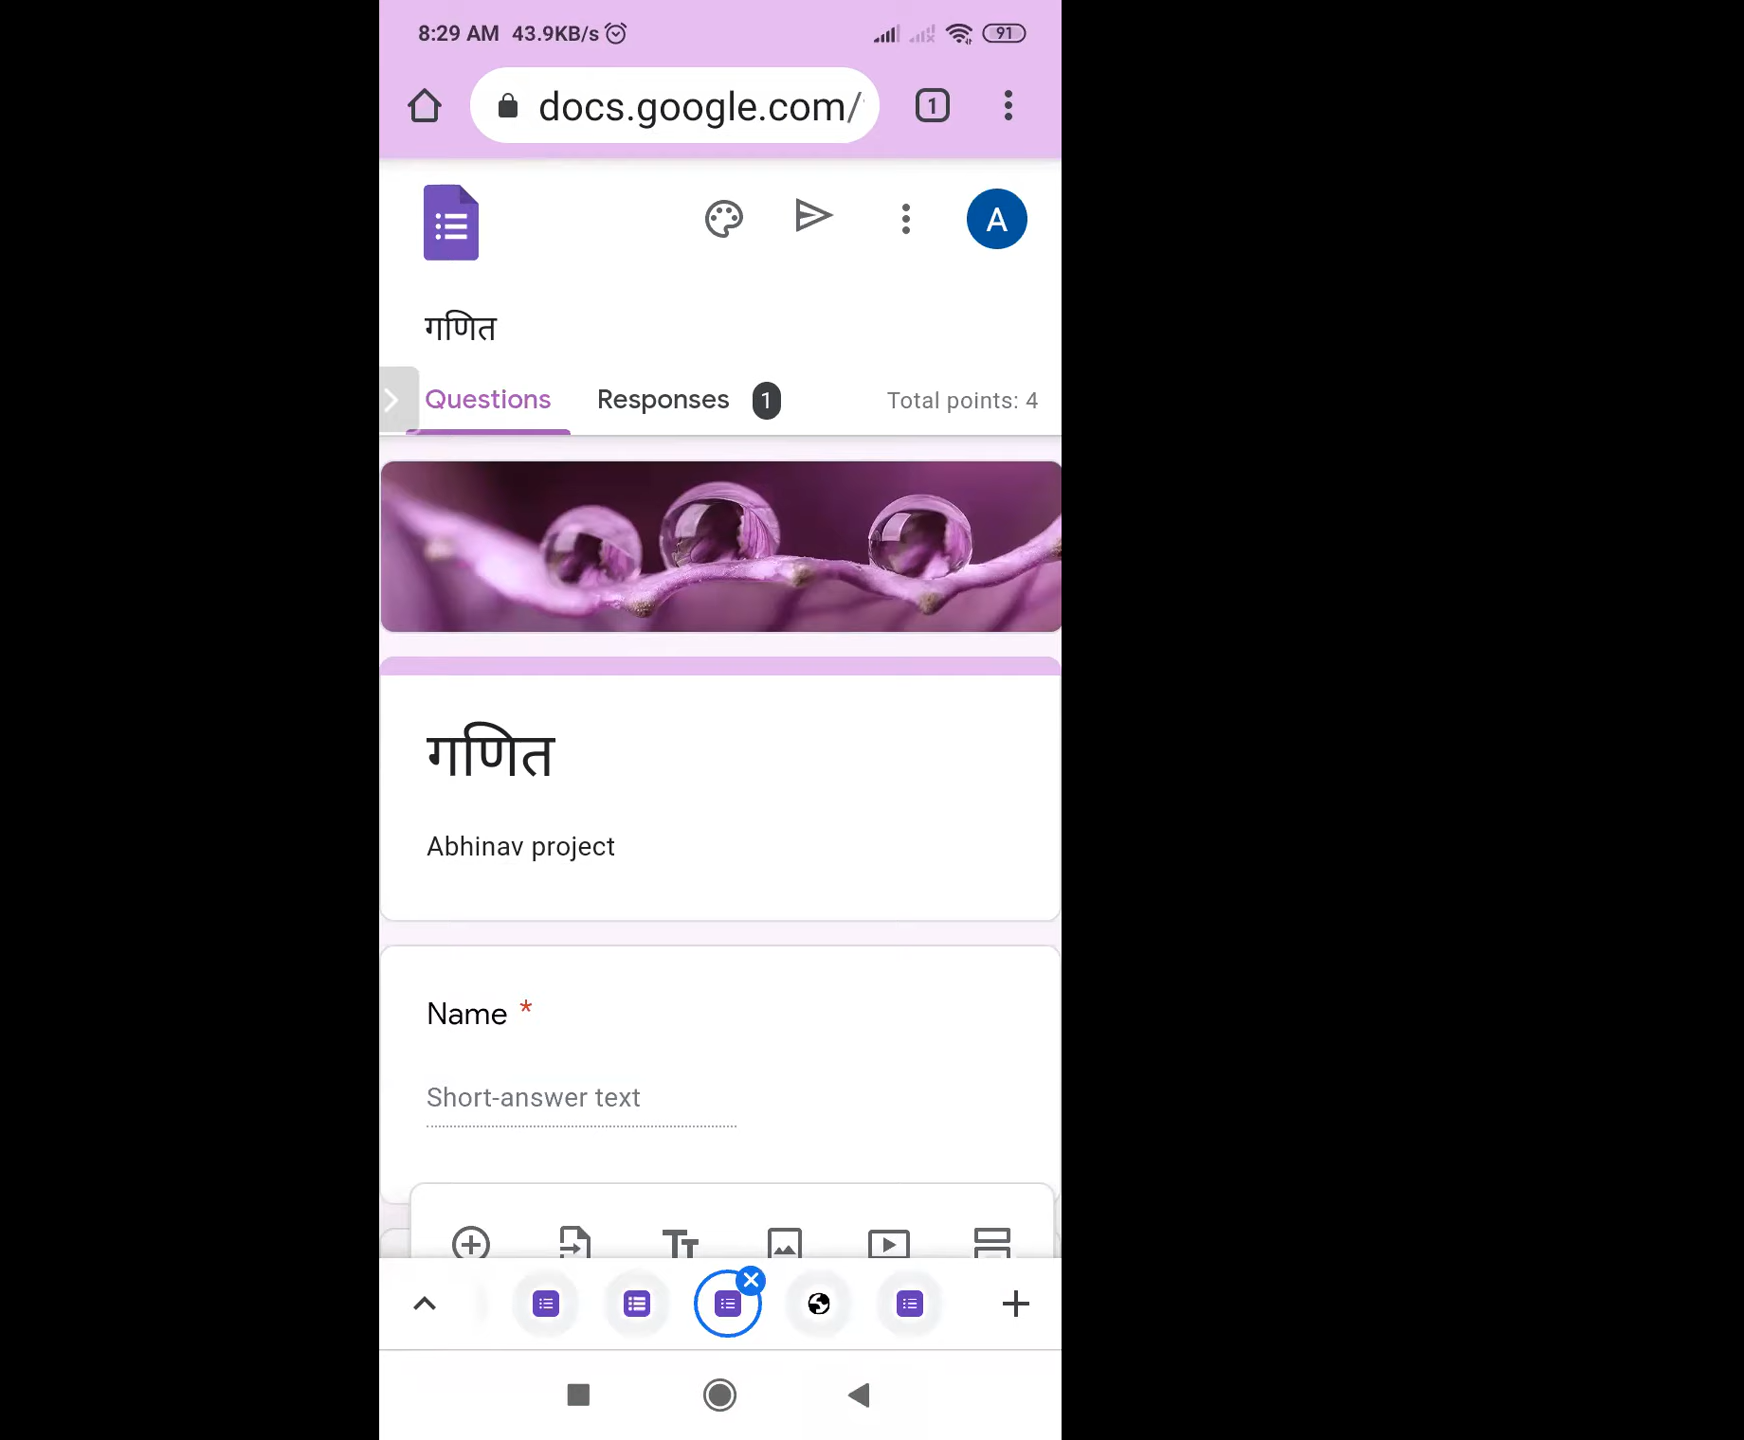 8:29 AM 43.9KB/s 91
docs.google.com/ 1
A
गणित
Questions Responses 1 Total points: 4
गणित
Abhinav project
Name *
Short-answer text